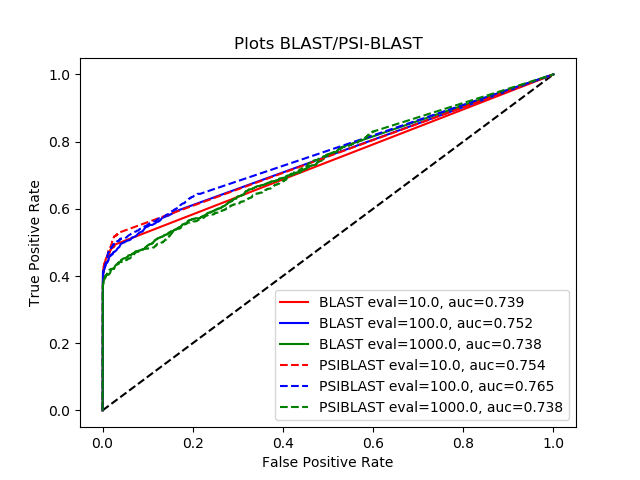 Plots BLAST/PSI-BLAST
True Positive Rate
1.0
0.8
0.6
0.4
0.2
0.0
BLAST eval=10.0, auc=0.739
BLAST eval=100.0, auc=0.752
BLAST eval=1000.0, auc=0.738
PSIBLAST eval=10.0, auc=0.754
PSIBLAST eval=100.0, auc=0.765
PSIBLAST eval=1000.0, auc=0.738
0.0 0.2 0.4 0.6 0.8 1.0
False Positive Rate